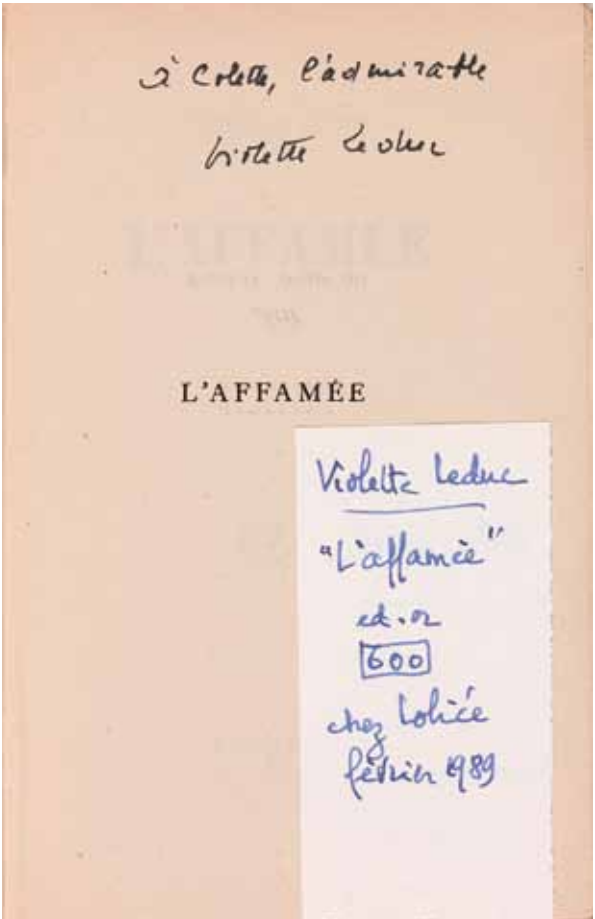 à Colette, l'admirable
Violette Leduc
L'AFFAMÉE
Violette Leduc
"L'affamée"
ed. or
600
chez Loliée
février 1989